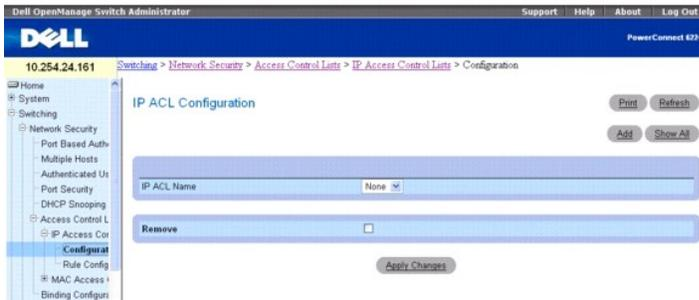 Dell OpenManage Switch Administrator
Support Help About Log Out
DELL
PowerConnect
10.254.24.161
Switching > Network Security > Access Control Lists > IP Access Control Lists > Configuration
Home
System
Switching
Network Security
Port Based Authe
Multiple Hosts
Authenticated Us
Port Security
DHCP Snooping
Access Control L
IP Access Con
Configurat
Rule Config
MAC Access
Binding Configura
IP ACL Configuration
Print Refresh
Add Show All
IP ACL Name None
Remove
Apply Changes